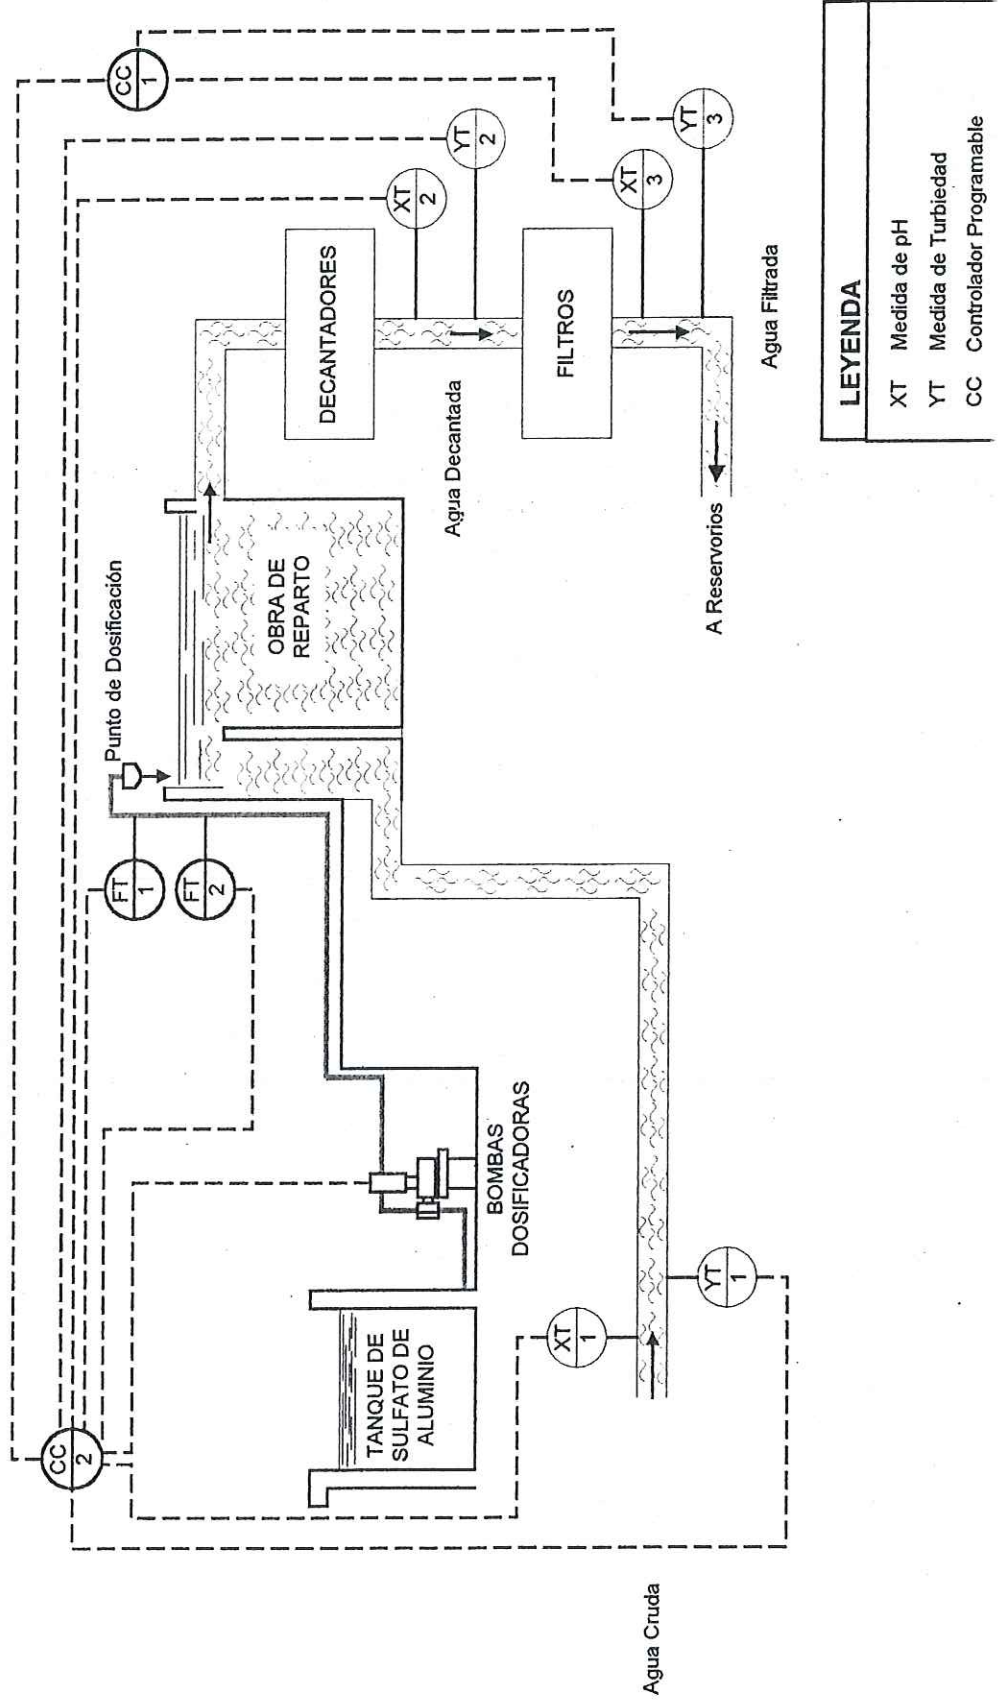 CC
2
CC
1
FT
1
FT
2
Punto de Dosificación
TANQUE DE
SULFATO DE
ALUMINIO
BOMBAS
DOSIFICADORAS
OBRA DE
REPARTO
DECANTADORES
XT
2
YT
2
Agua Decantada
FILTROS
XT
3
YT
3
Agua Filtrada
A Reservorios
XT
1
YT
1
Agua Cruda
LEYENDA
XT Medida de pH
YT Medida de Turbiedad
CC Controlador Programable